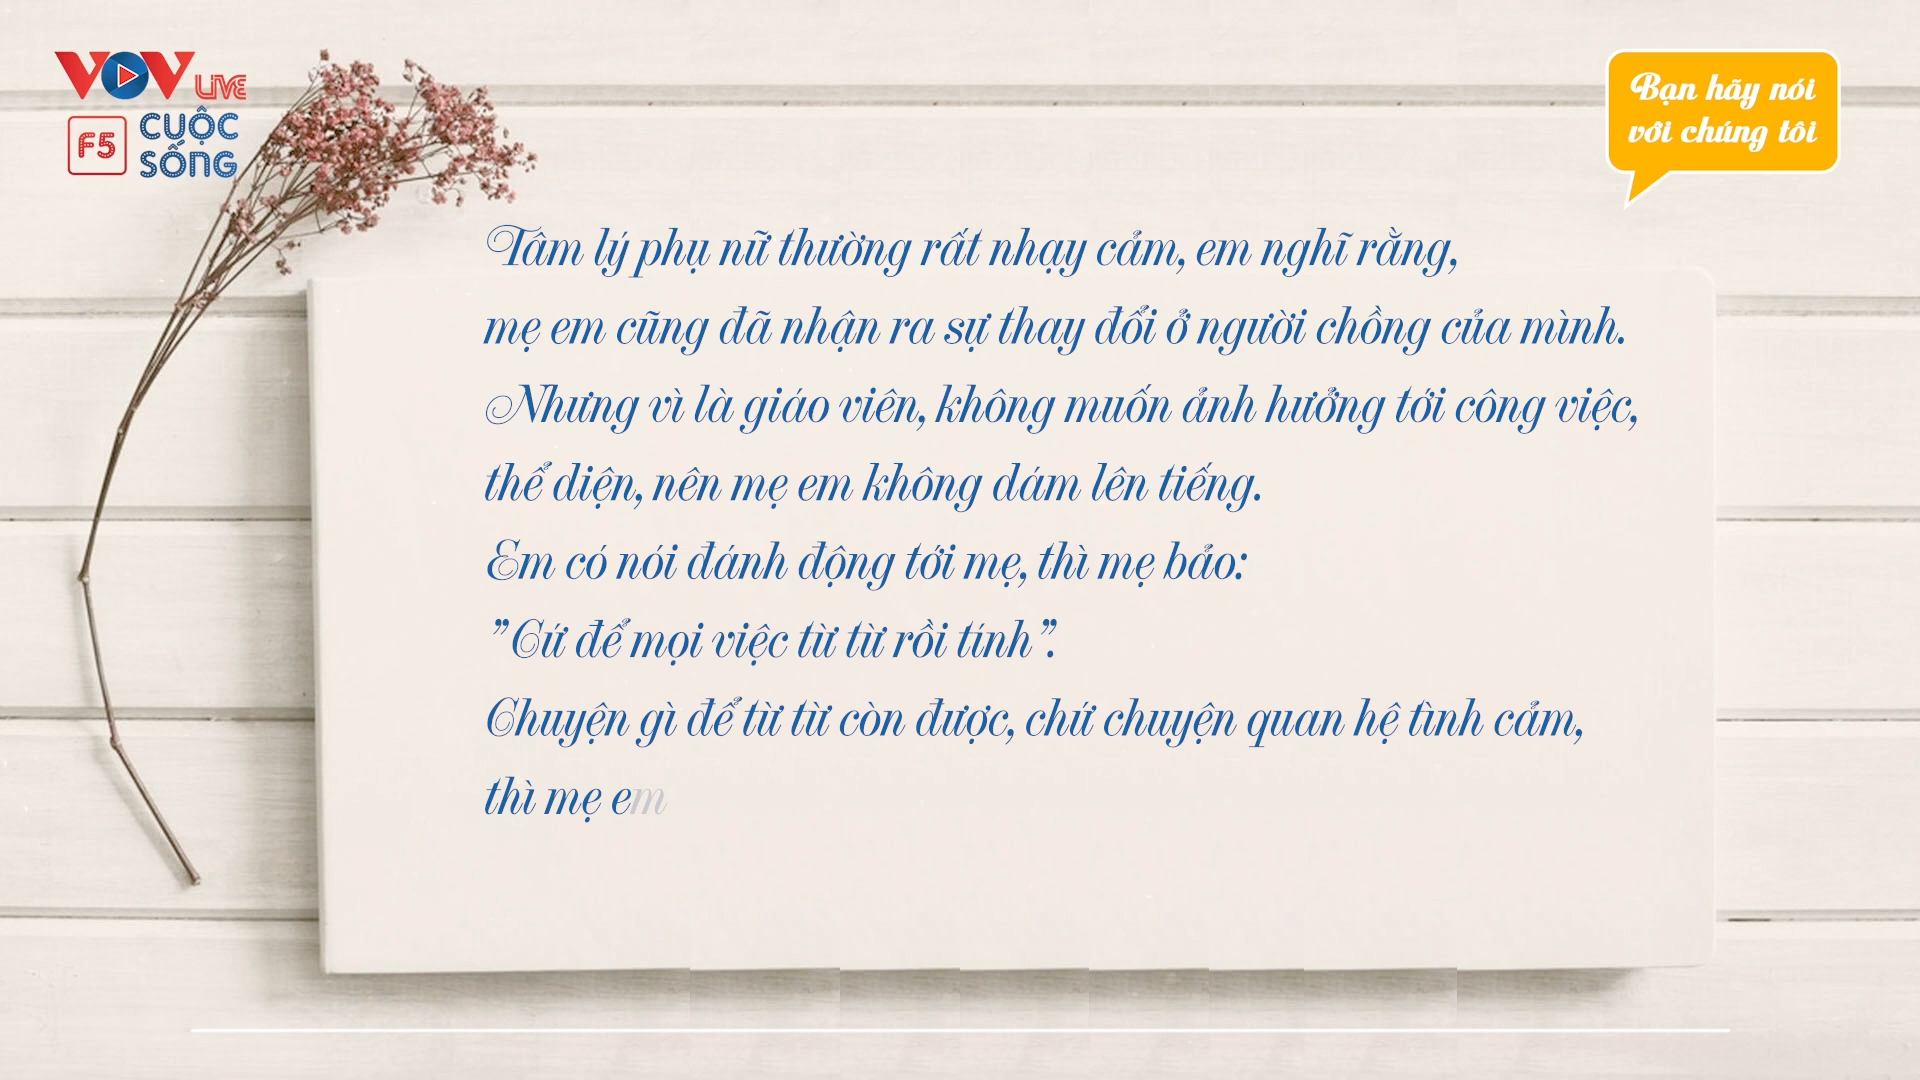 VOV LIVE
F5 CUỘC SỐNG
Bạn hãy nói
với chúng tôi
Tâm lý phụ nữ thường rất nhạy cảm, em nghĩ rằng,
mẹ em cũng đã nhận ra sự thay đổi ở người chồng của mình.
Nhưng vì là giáo viên, không muốn ảnh hưởng tới công việc,
thể diện, nên mẹ em không dám lên tiếng.
Em có nói đánh động tới mẹ, thì mẹ bảo:
"Cứ để mọi việc từ từ rồi tính".
Chuyện gì để từ từ còn được, chứ chuyện quan hệ tình cảm,
thì mẹ em